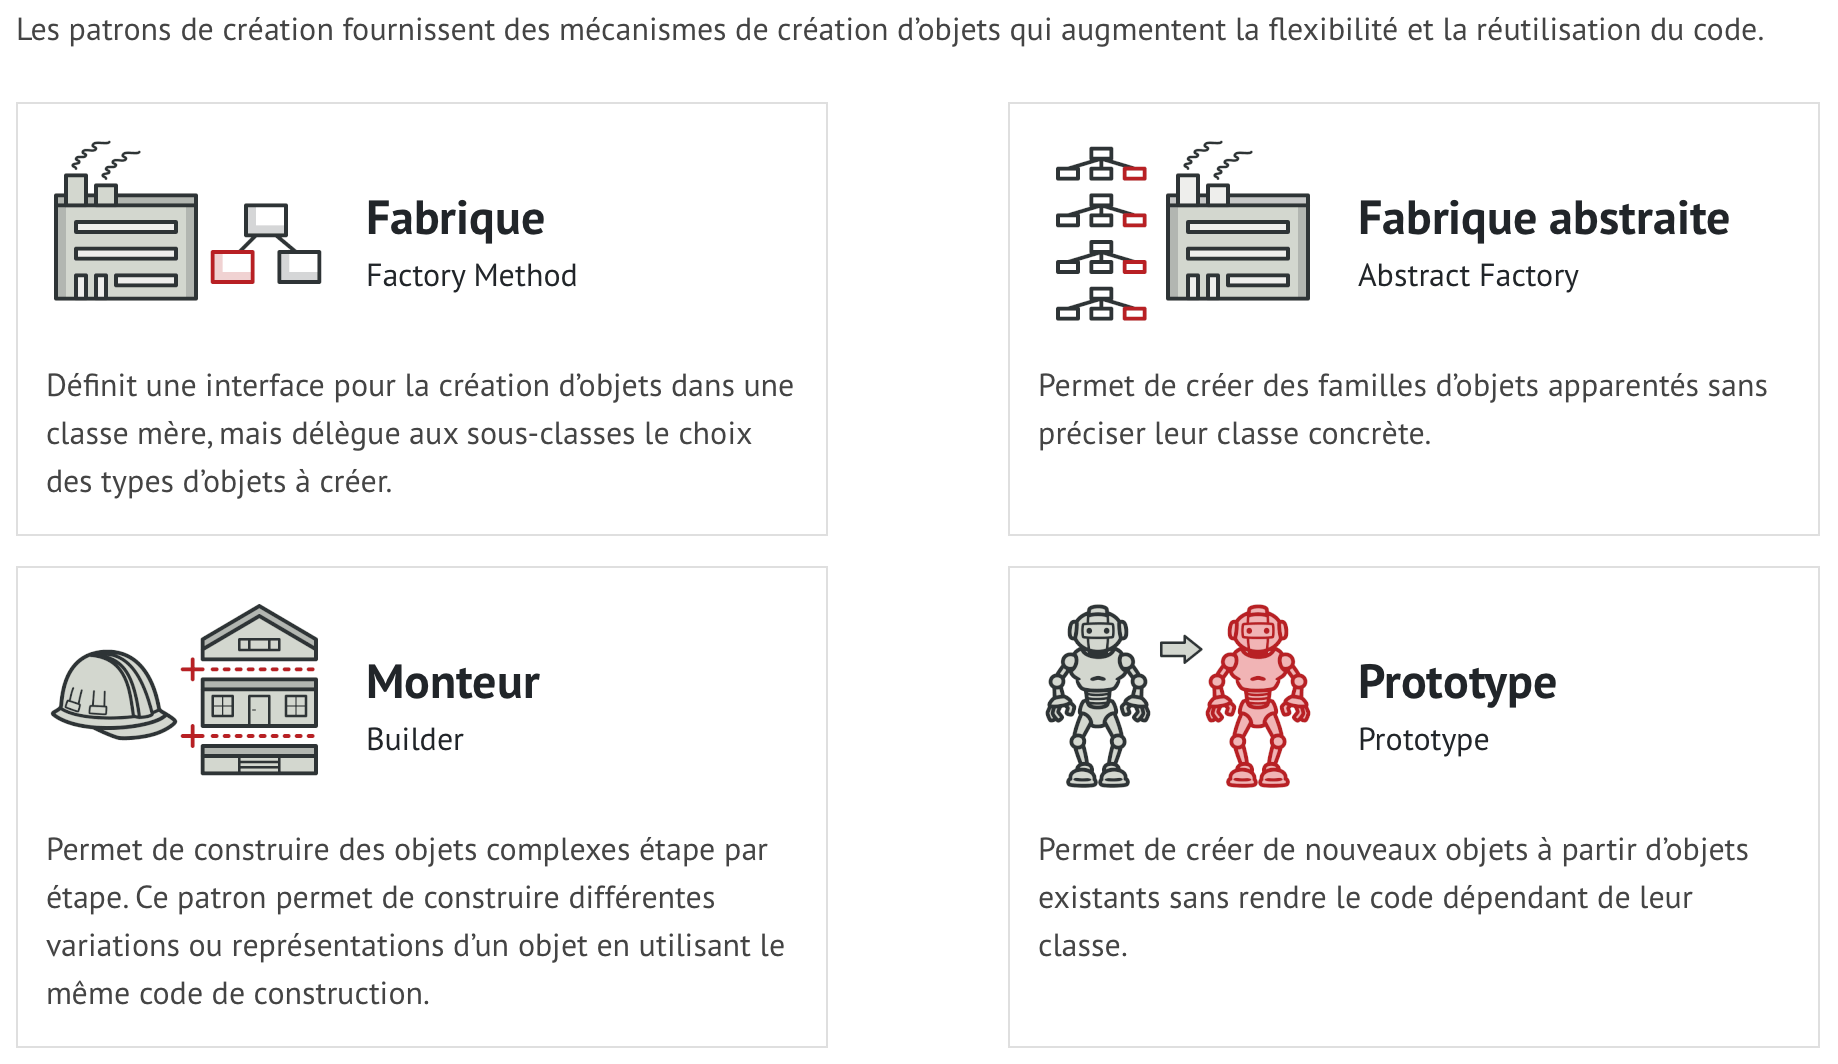 Les patrons de création fournissent des mécanismes de création d’objets qui augmentent la flexibilité et la réutilisation du code.
Fabrique
Factory Method
Définit une interface pour la création d’objets dans une
classe mère, mais délègue aux sous-classes le choix
des types d’objets à créer.
Fabrique abstraite
Abstract Factory
Permet de créer des familles d’objets apparentés sans
préciser leur classe concrète.
Monteur
Builder
Permet de construire des objets complexes étape par
étape. Ce patron permet de construire différentes
variations ou représentations d’un objet en utilisant le
même code de construction.
Prototype
Prototype
Permet de créer de nouveaux objets à partir d’objets
existants sans rendre le code dépendant de leur
classe.